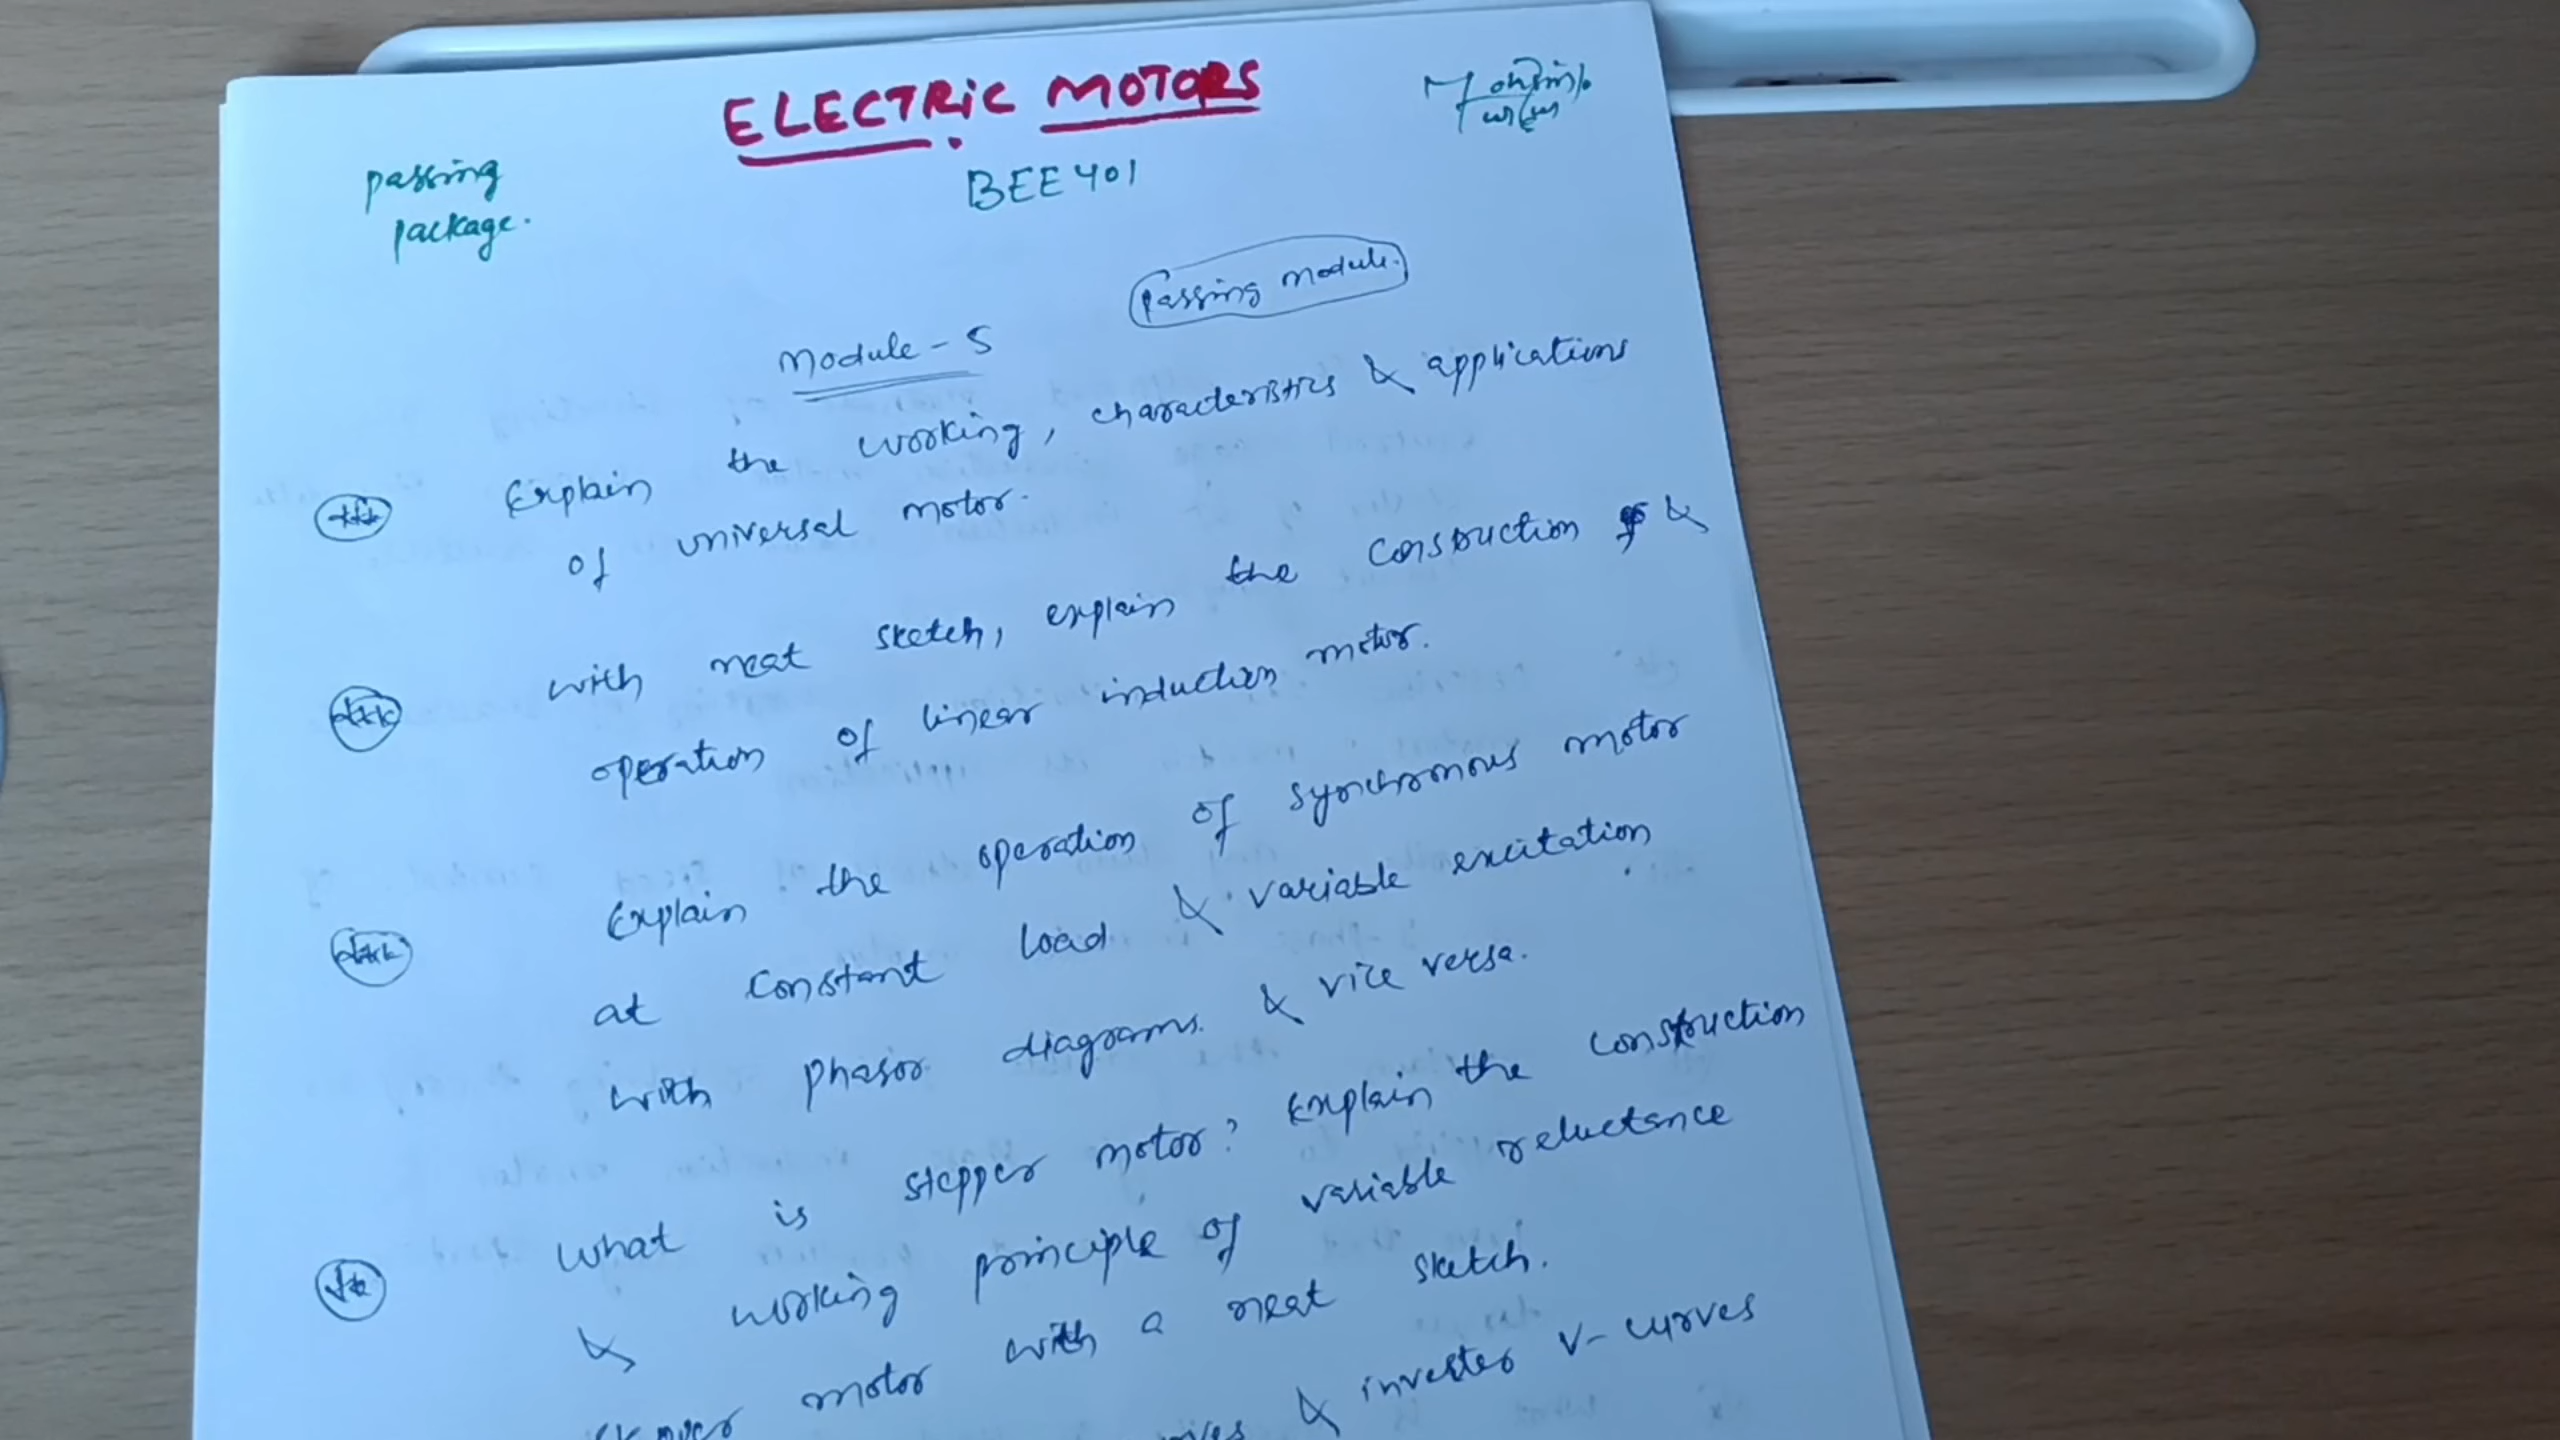 ELECTRIC MOTORS
passing
package.
BEE401
passing module.
Module-5
*** Explain the working, characteristics & applications
of universal motor.
*** with neat sketch, explain the construction &
operation of linear induction motor.
*** Explain the operation of synchronous motor
at constant load & variable excitation
with phasor diagrams. & vice versa.
** What is stepper motor? Explain the construction
& working principle of variable reluctance
motor with a neat sketch.
& inverted V-curves